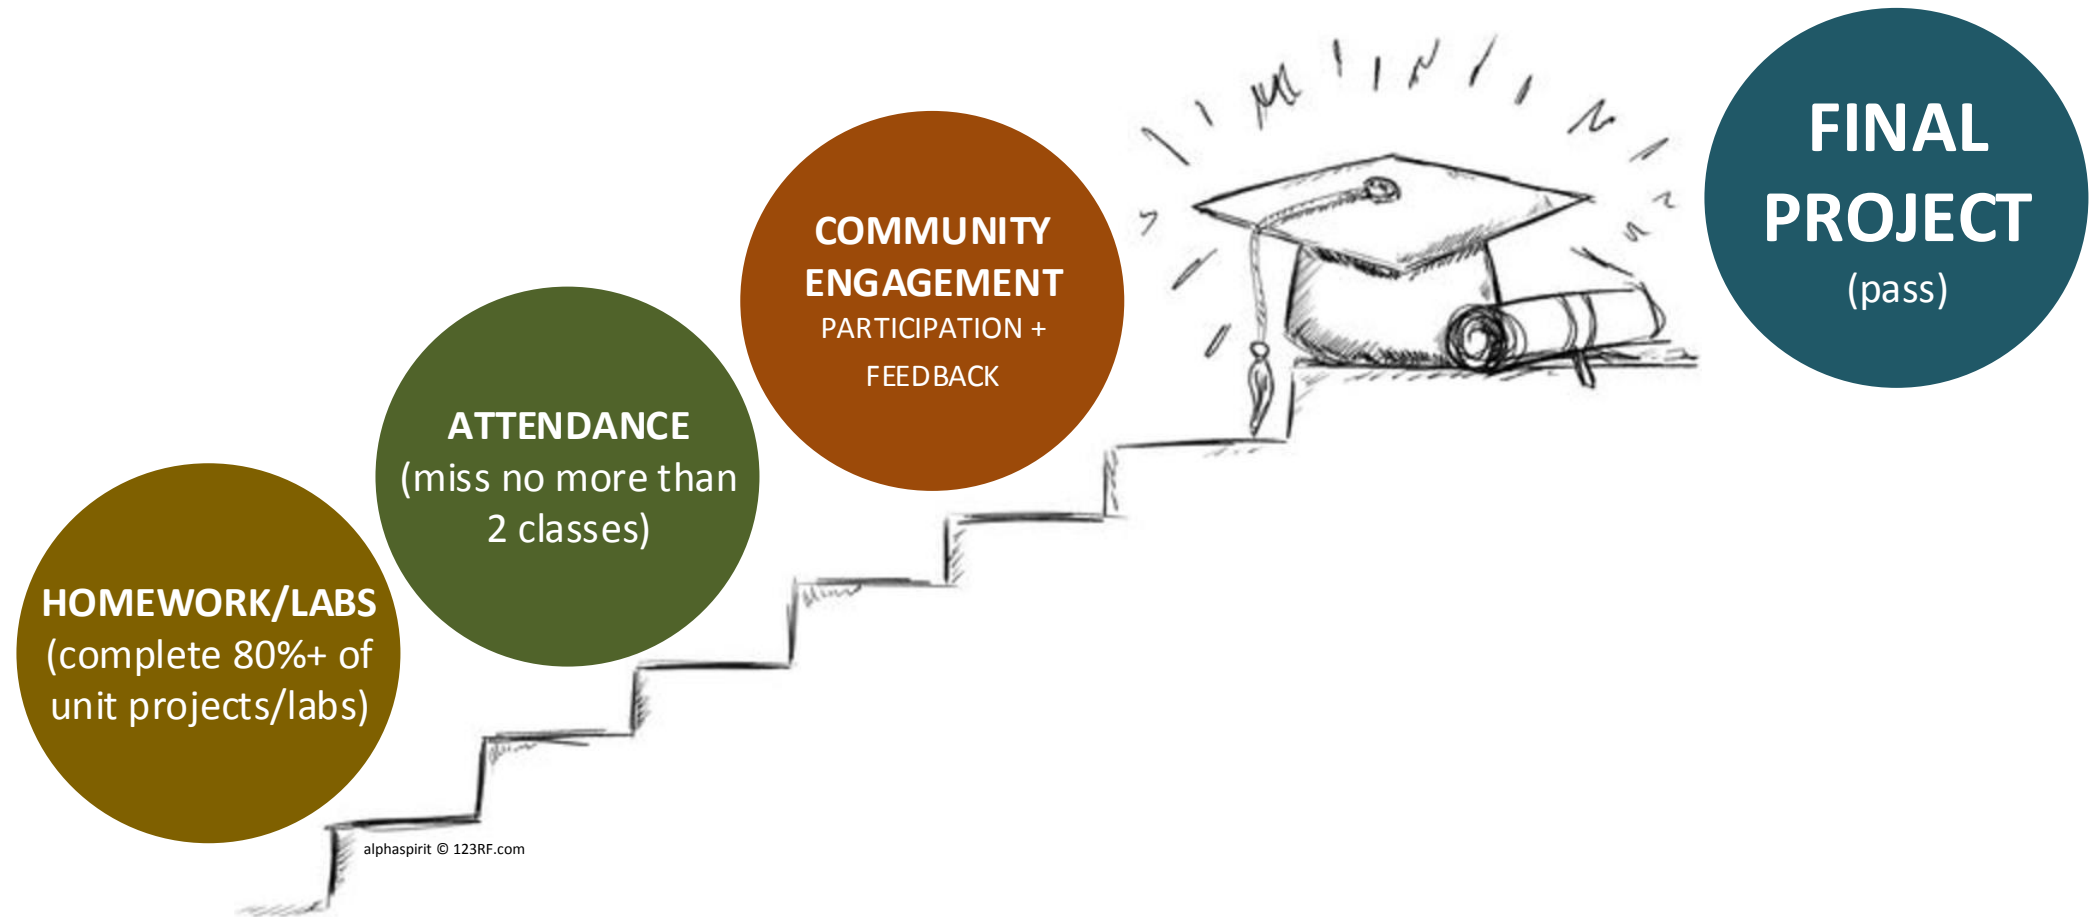 HOMEWORK/LABS
(complete 80%+ of
unit projects/labs)
ATTENDANCE
(miss no more than
2 classes)
COMMUNITY
ENGAGEMENT
PARTICIPATION +
FEEDBACK
FINAL
PROJECT
(pass)
alphaspirit © 123RF.com